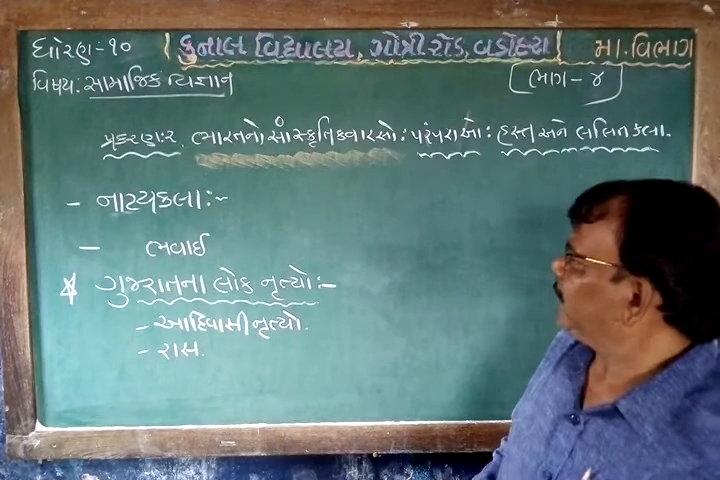 ધોરણ-૧૦
કુનાલ વિદ્યાલય, ગોત્રી રોડ, વડોદરા
મા. વિભાગ
વિષય: સામાજિક વિજ્ઞાન
(ભાગ-૪)
પ્રકરણ:૨. ભારતનો સાંસ્કૃતિક વારસો: પરંપરાઓ: હસ્ત અને લલિત કલા.
- નાટ્યકલા:-
- ભવાઈ
* ગુજરાતના લોક નૃત્યો:-
- આદિવાસી નૃત્યો.
- રાસ.